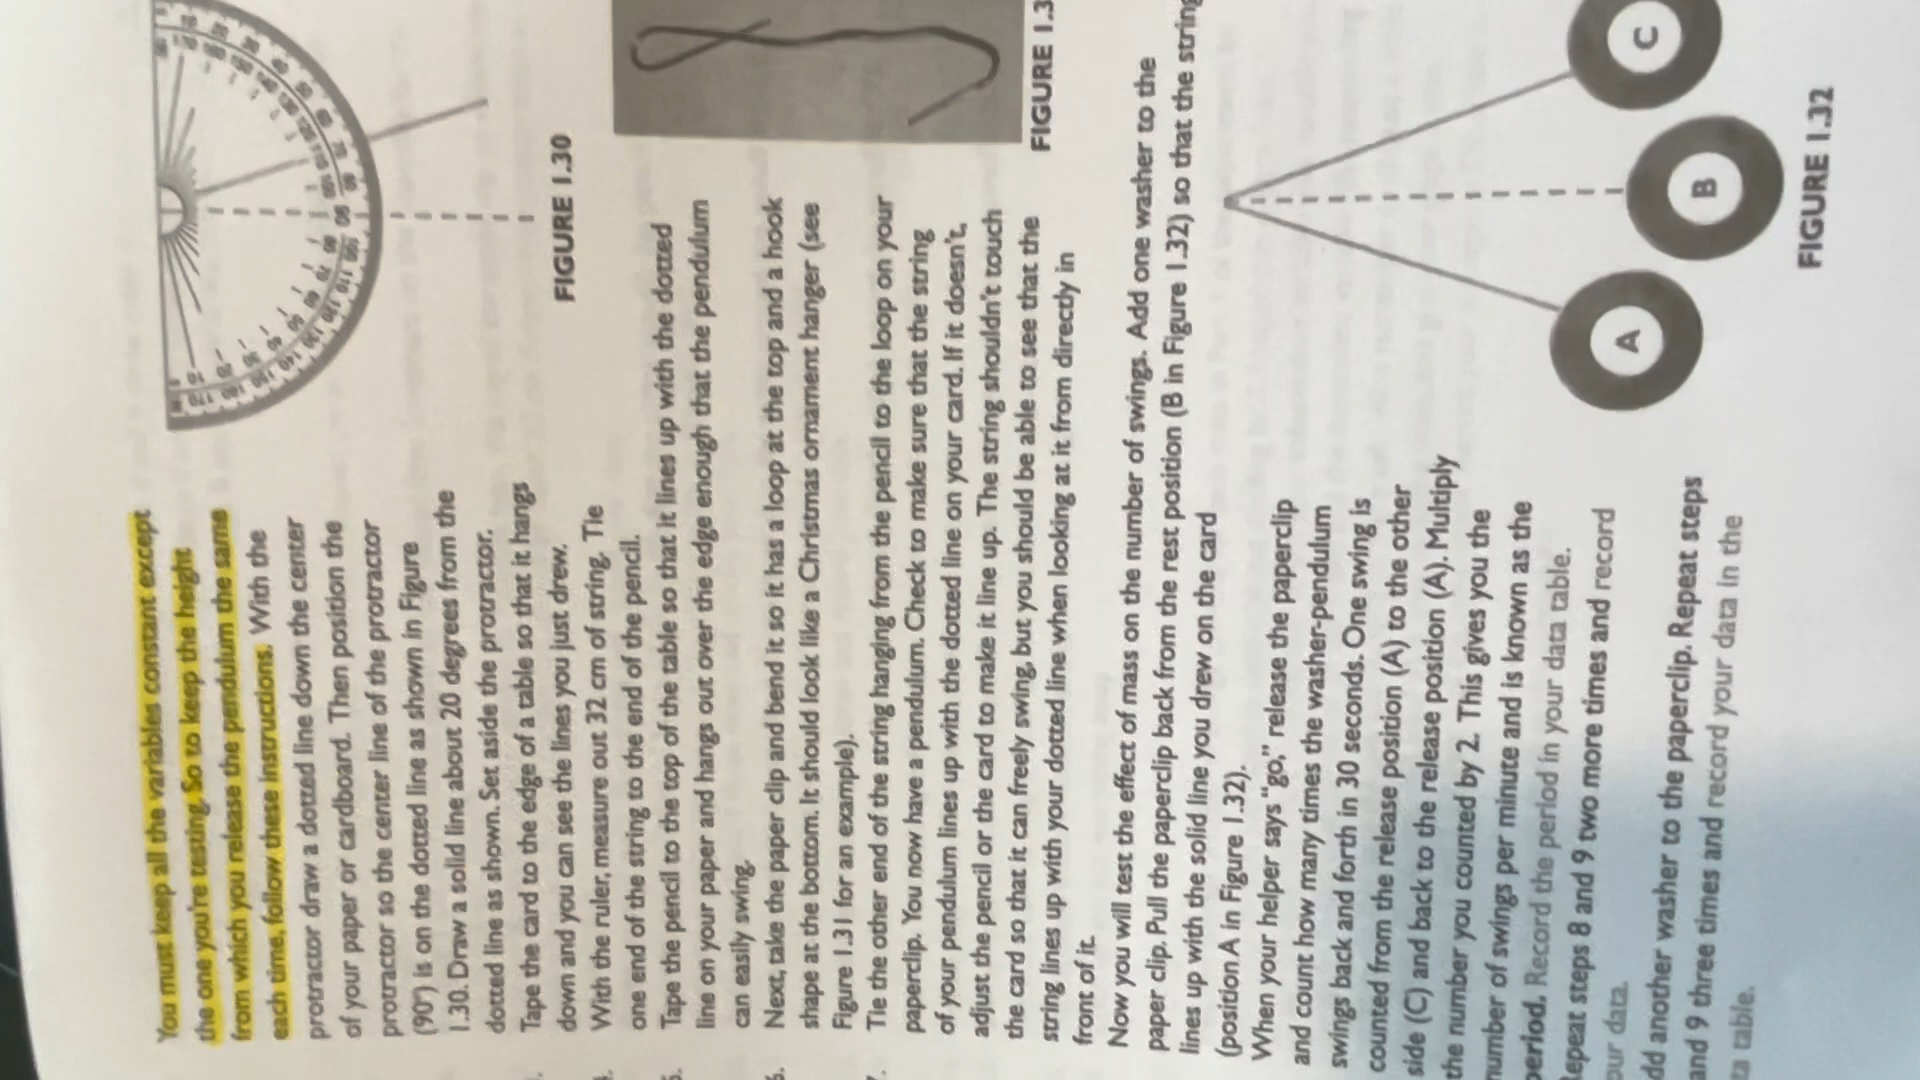 You must keep all the variables constant except
the one you're testing. So to keep the height
from which you release the pendulum the same
each time, follow these instructions. With the
protractor draw a dotted line down the center
of your paper or cardboard. Then position the
protractor so the center line of the protractor
(90°) is on the dotted line as shown in Figure
1.30. Draw a solid line about 20 degrees from the
dotted line as shown. Set aside the protractor.
FIGURE 1.30
Tape the card to the edge of a table so that it hangs
down and you can see the lines you just drew.
With the ruler, measure out 32 cm of string. Tie
one end of the string to the end of the pencil.
Tape the pencil to the top of the table so that it lines up with the dotted
line on your paper and hangs out over the edge enough that the pendulum
can easily swing.
Next, take the paper clip and bend it so it has a loop at the top and a hook
shape at the bottom. It should look like a Christmas ornament hanger (see
Figure 1.31 for an example).
Tie the other end of the string hanging from the pencil to the loop on your
paperclip. You now have a pendulum. Check to make sure that the string
of your pendulum lines up with the dotted line on your card. If it doesn't,
adjust the pencil or the card to make it line up. The string shouldn't touch
the card so that it can freely swing, but you should be able to see that the
string lines up with your dotted line when looking at it from directly in
front of it.
FIGURE 1.3
Now you will test the effect of mass on the number of swings. Add one washer to the
paper clip. Pull the paperclip back from the rest position (B in Figure 1.32) so that the string
lines up with the solid line you drew on the card
(position A in Figure 1.32).
When your helper says "go," release the paperclip
and count how many times the washer-pendulum
swings back and forth in 30 seconds. One swing is
counted from the release position (A) to the other
side (C) and back to the release position (A). Multiply
the number you counted by 2. This gives you the
number of swings per minute and is known as the
period. Record the period in your data table.
Repeat steps 8 and 9 two more times and record
our data.
dd another washer to the paperclip. Repeat steps
and 9 three times and record your data in the
ta table.
A
B
C
FIGURE 1.32